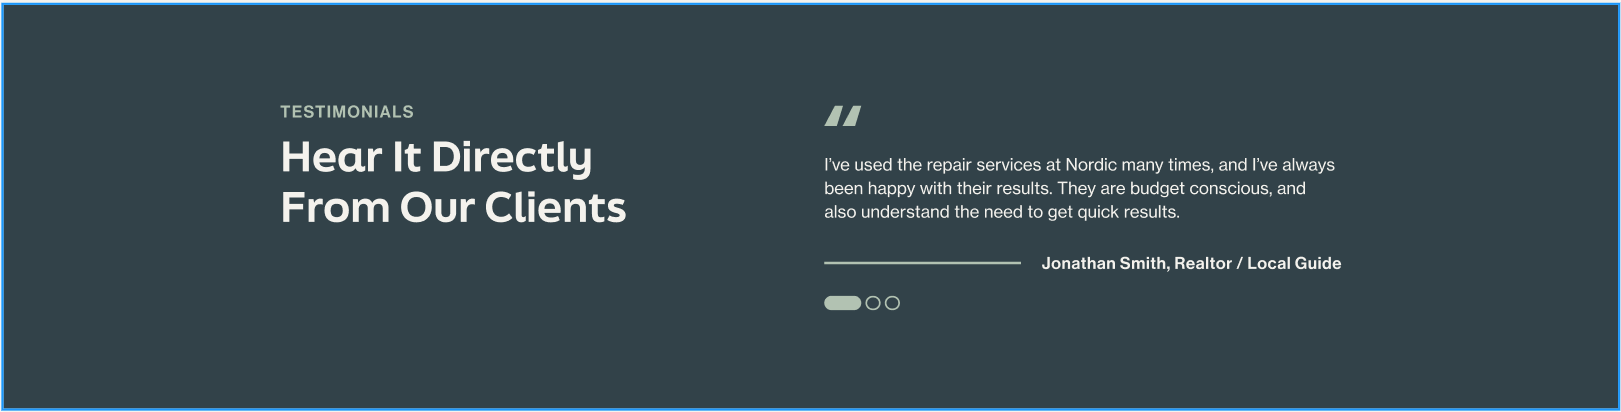 TESTIMONIALS
Hear It Directly
From Our Clients
“
I’ve used the repair services at Nordic many times, and I’ve always
been happy with their results. They are budget conscious, and
also understand the need to get quick results.
Jonathan Smith, Realtor / Local Guide